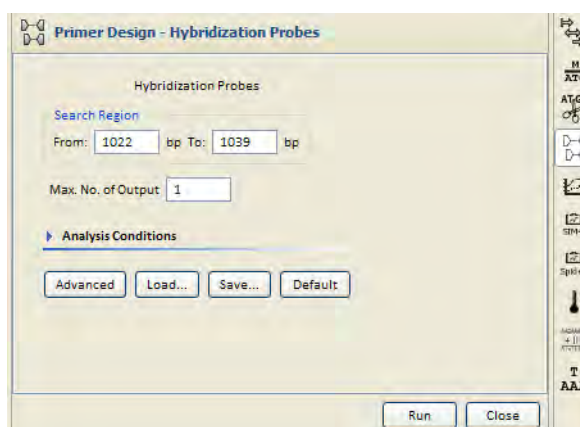 Primer Design - Hybridization Probes
Hybridization Probes
Search Region
From: 1022 bp To: 1039 bp
Max. No. of Output 1
Analysis Conditions
Advanced Load... Save... Default
Run Close
M
T